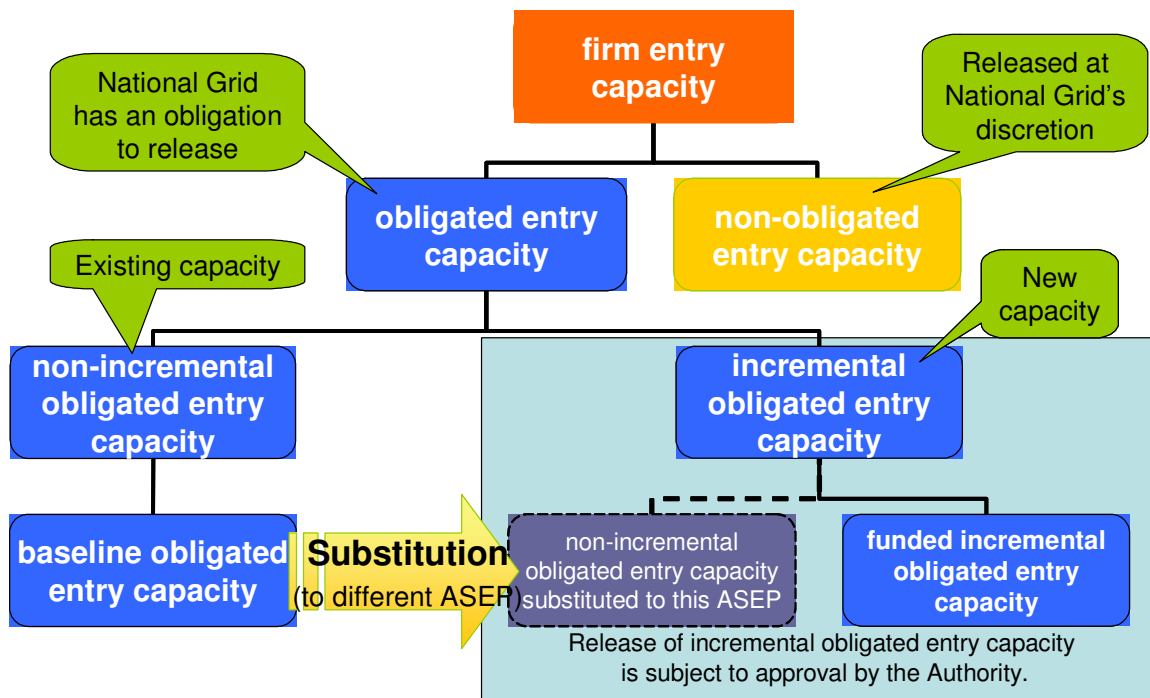 firm entry
capacity
National Grid
has an obligation
to release
Released at
National Grid's
discretion
obligated entry
capacity
non-obligated
entry capacity
Existing capacity
New
capacity
non-incremental
obligated entry
capacity
incremental
obligated entry
capacity
baseline obligated
entry capacity
Substitution
(to different ASEP)
non-incremental
obligated entry capacity
substituted to this ASEP
funded incremental
obligated entry
capacity
Release of incremental obligated entry capacity
is subject to approval by the Authority.